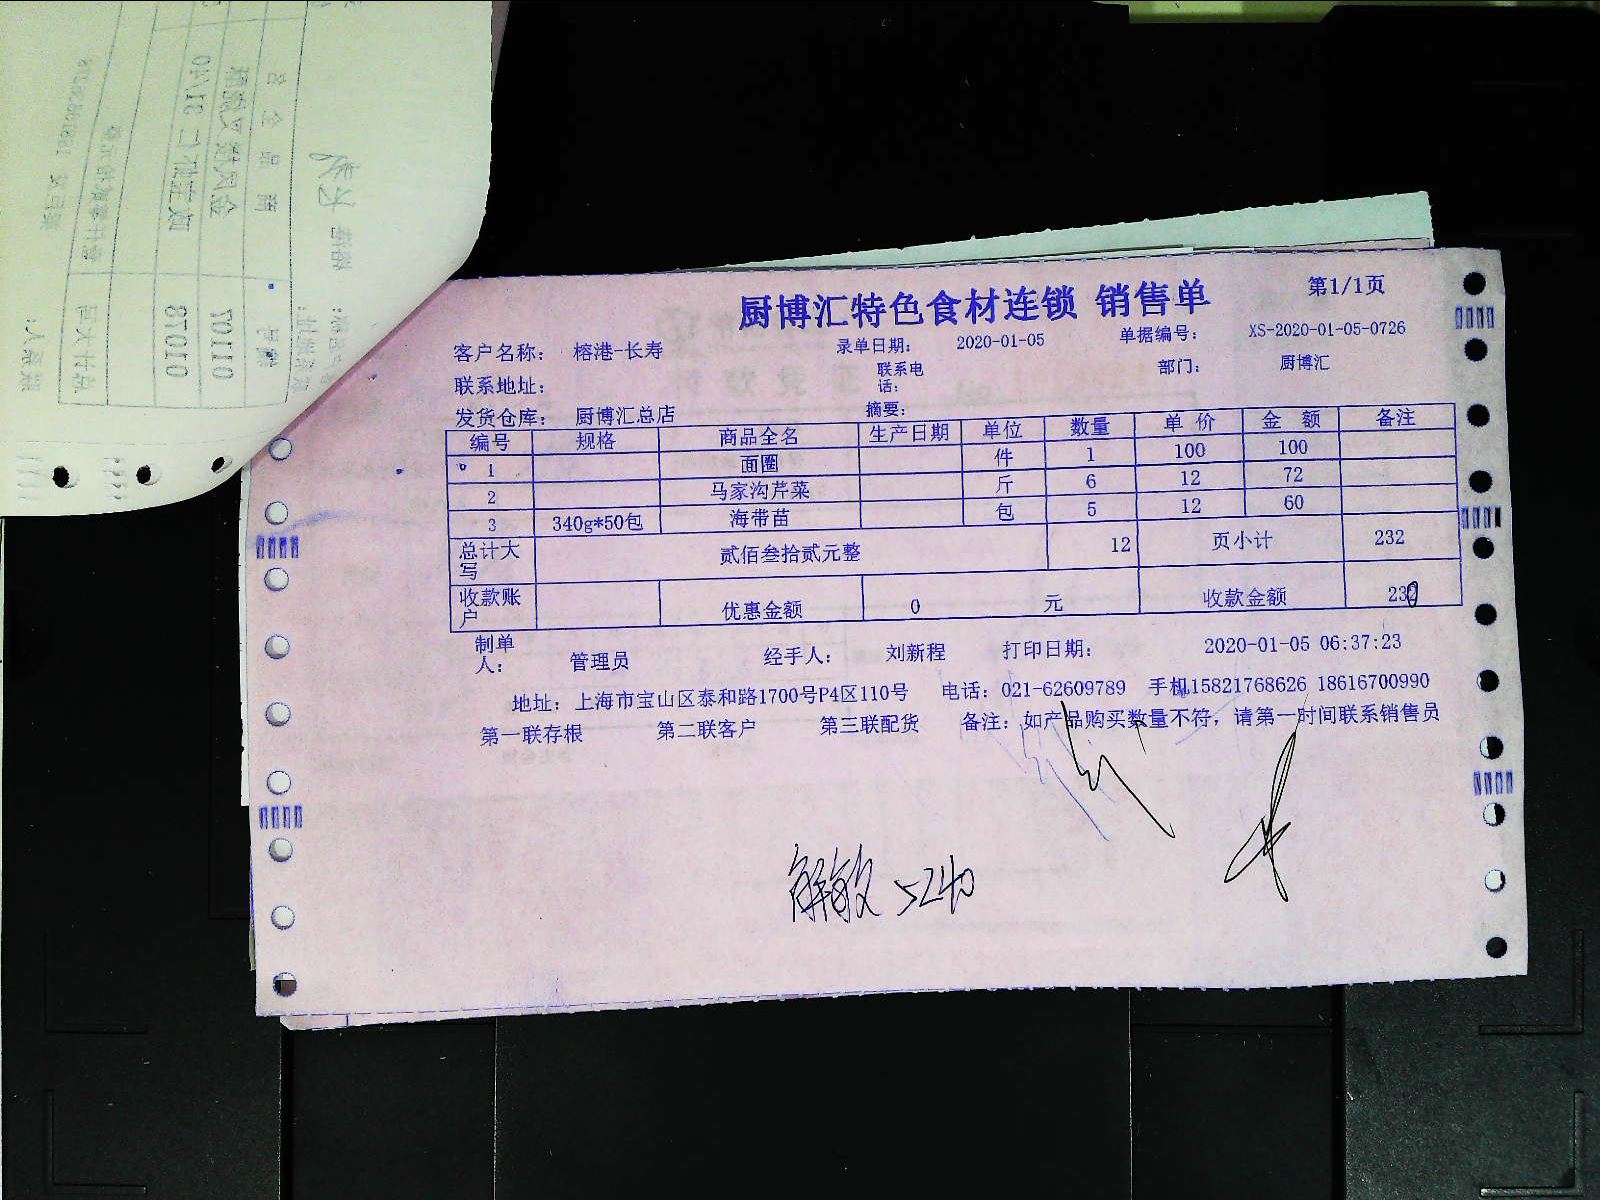 厨博汇特色食材连锁 销售单 第1/1页
客户名称： 榕港-长寿 录单日期： 2020-01-05 单据编号： XS-2020-01-05-0726
联系地址： 联系电话： 部门： 厨博汇
发货仓库： 厨博汇总店 摘要：
编号 规格 商品全名 生产日期 单位 数量 单 价 金 额 备注
1 面圈 件 1 100 100
2 马家沟芹菜 斤 6 12 72
3 340g*50包 海带苗 包 5 12 60
总计大写 贰佰叁拾贰元整 12 页小计 232
收款账户 优惠金额 0 元 收款金额 230
制单人： 管理员 经手人： 刘新程 打印日期： 2020-01-05 06:37:23
地址：上海市宝山区泰和路1700号P4区110号 电话：021-62609789 手机15821768626 18616700990
第一联存根 第二联客户 第三联配货 备注：如产品购买数量不符，请第一时间联系销售员
解敏
70110
87010